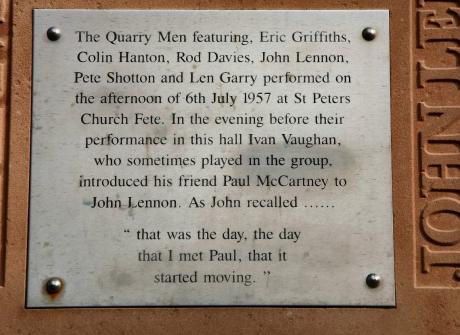 The Quarry Men featuring, Eric Griffiths,
Colin Hanton, Rod Davies, John Lennon,
Pete Shotton and Len Garry performed on
the afternoon of 6th July 1957 at St Peters
Church Fete. In the evening before their
performance in this hall Ivan Vaughan,
who sometimes played in the group,
introduced his friend Paul McCartney to
John Lennon. As John recalled ......
“ that was the day, the day
that I met Paul, that it
started moving. ”
JOHN LE